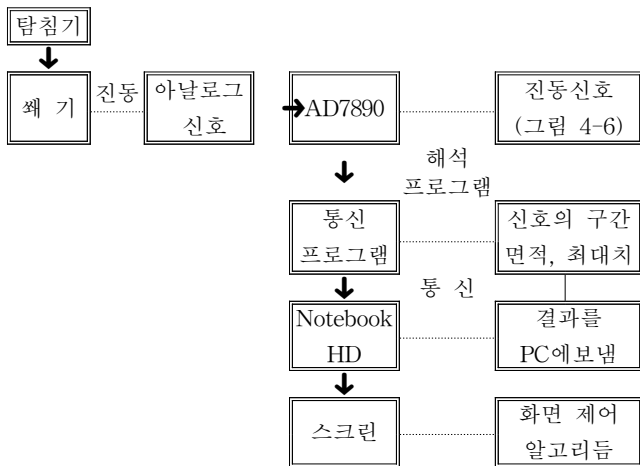 탐침기
쐐 기
진동
아날로그
신호
AD7890
진동신호
(그림 4-6)
해석
프로그램
통신
프로그램
신호의 구간
면적, 최대치
통 신
Notebook
HD
결과를
PC에보냄
스크린
화면 제어
알고리듬